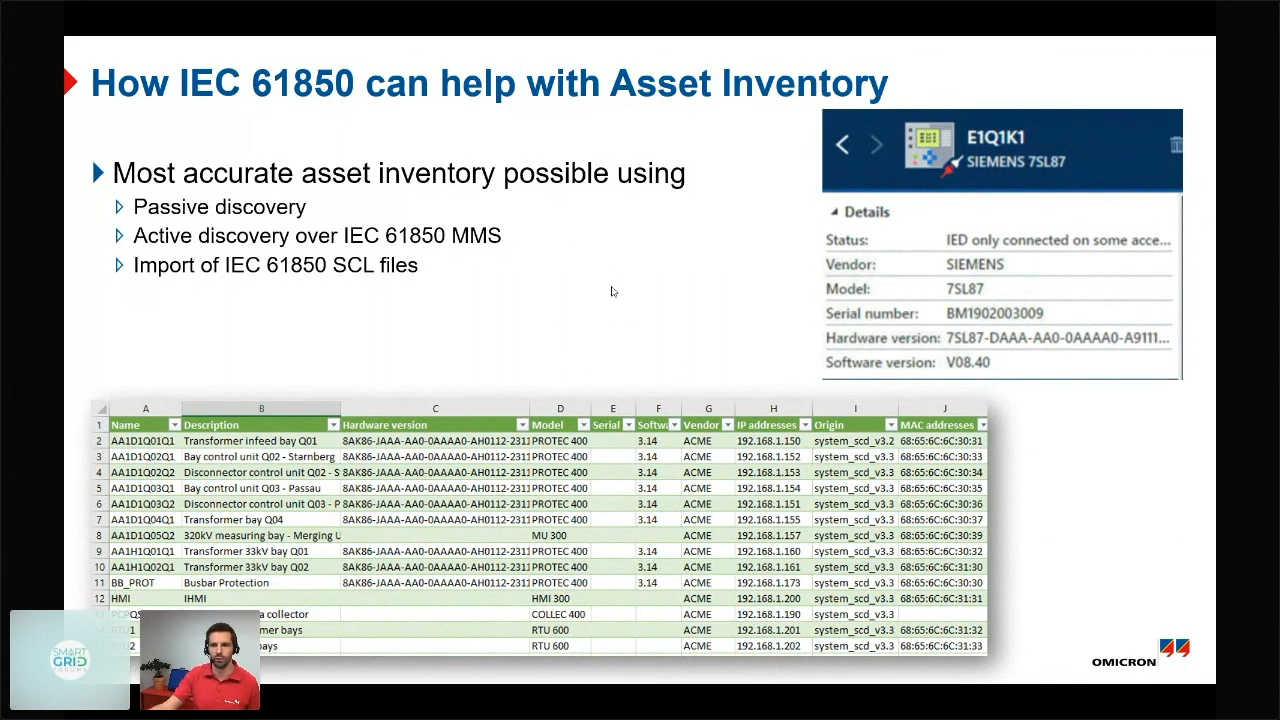 How IEC 61850 can help with Asset Inventory
Most accurate asset inventory possible using
Passive discovery
Active discovery over IEC 61850 MMS
Import of IEC 61850 SCL files
E1Q1K1
SIEMENS 7SL87
Details
Status: IED only connected on some acce...
Vendor: SIEMENS
Model: 7SL87
Serial number: BM1902003009
Hardware version: 7SL87-DAAA-AA0-0AAAA0-A9111...
Software version: V08.40
A B C D E F G H I J
1 Name Description Hardware version Model Serial Softwa Vendor IP addresses Origin MAC addresses
2 AA1D1Q01Q1 Transformer infeed bay Q01 8AK86-JAAA-AA0-0AAAA0-AH0112-2311 PROTEC 400 3.14 ACME 192.168.1.150 system_scd_v3.2 68:65:6C:6C:30:31
3 AA1D1Q02Q1 Bay control unit Q02 - Starnberg 8AK86-JAAA-AA0-0AAAA0-AH0112-2311 PROTEC 400 3.14 ACME 192.168.1.152 system_scd_v3.3 68:65:6C:6C:30:33
4 AA1D1Q02Q2 Disconnector control unit Q02 - S 8AK86-JAAA-AA0-0AAAA0-AH0112-2311 PROTEC 400 3.14 ACME 192.168.1.153 system_scd_v3.3 68:65:6C:6C:30:34
5 AA1D1Q03Q1 Bay control unit Q03 - Passau 8AK86-JAAA-AA0-0AAAA0-AH0112-2311 PROTEC 400 3.14 ACME 192.168.1.154 system_scd_v3.3 68:65:6C:6C:30:35
6 AA1D1Q03Q2 Disconnector control unit Q03 - P 8AK86-JAAA-AA0-0AAAA0-AH0112-2311 PROTEC 400 3.14 ACME 192.168.1.151 system_scd_v3.3 68:65:6C:6C:30:36
7 AA1D1Q04Q1 Transformer bay Q04 8AK86-JAAA-AA0-0AAAA0-AH0112-2311 PROTEC 400 3.14 ACME 192.168.1.155 system_scd_v3.3 68:65:6C:6C:30:37
8 AA1D1Q05Q2 320kV measuring bay - Merging U MU 300 ACME 192.168.1.157 system_scd_v3.3 68:65:6C:6C:30:39
9 AA1H1Q01Q1 Transformer 33kV bay Q01 8AK86-JAAA-AA0-0AAAA0-AH0112-2311 PROTEC 400 3.14 ACME 192.168.1.160 system_scd_v3.3 68:65:6C:6C:30:32
10 AA1H1Q02Q1 Transformer 33kV bay Q02 8AK86-JAAA-AA0-0AAAA0-AH0112-2311 PROTEC 400 3.14 ACME 192.168.1.161 system_scd_v3.3 68:65:6C:6C:31:30
11 BB_PROT Busbar Protection 8AK86-JAAA-AA0-0AAAA0-AH0112-2311 PROTEC 400 3.14 ACME 192.168.1.173 system_scd_v3.3 68:65:6C:6C:30:30
12 HMI IHMI HMI 300 ACME 192.168.1.200 system_scd_v3.3 68:65:6C:6C:31:31
a collector COLLEC 400 ACME 192.168.1.190 system_scd_v3.3
mer bays RTU 600 ACME 192.168.1.201 system_scd_v3.3 68:65:6C:6C:31:32
bays RTU 600 ACME 192.168.1.202 system_scd_v3.3 68:65:6C:6C:31:33
SMART
GRID
FORUMS
OMICRON